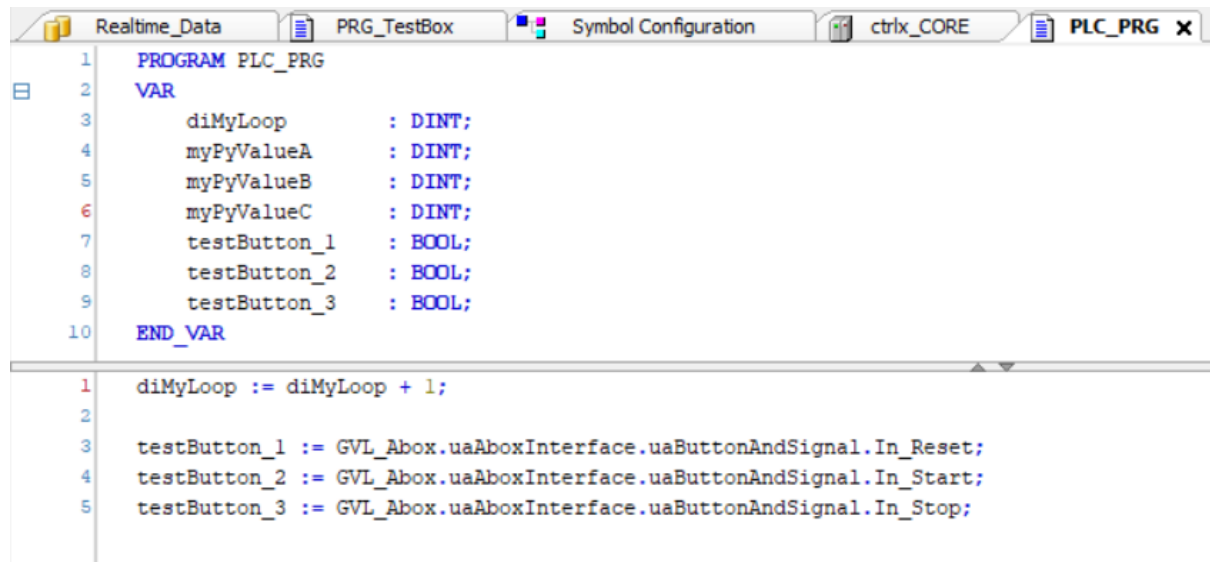 Realtime_Data PRG_TestBox Symbol Configuration ctrlx_CORE PLC_PRG X
1 PROGRAM PLC_PRG
2 VAR
3 diMyLoop : DINT;
4 myPyValueA : DINT;
5 myPyValueB : DINT;
6 myPyValueC : DINT;
7 testButton_1 : BOOL;
8 testButton_2 : BOOL;
9 testButton_3 : BOOL;
10 END_VAR
1 diMyLoop := diMyLoop + 1;
2
3 testButton_1 := GVL_Abox.uaAboxInterface.uaButtonAndSignal.In_Reset;
4 testButton_2 := GVL_Abox.uaAboxInterface.uaButtonAndSignal.In_Start;
5 testButton_3 := GVL_Abox.uaAboxInterface.uaButtonAndSignal.In_Stop;